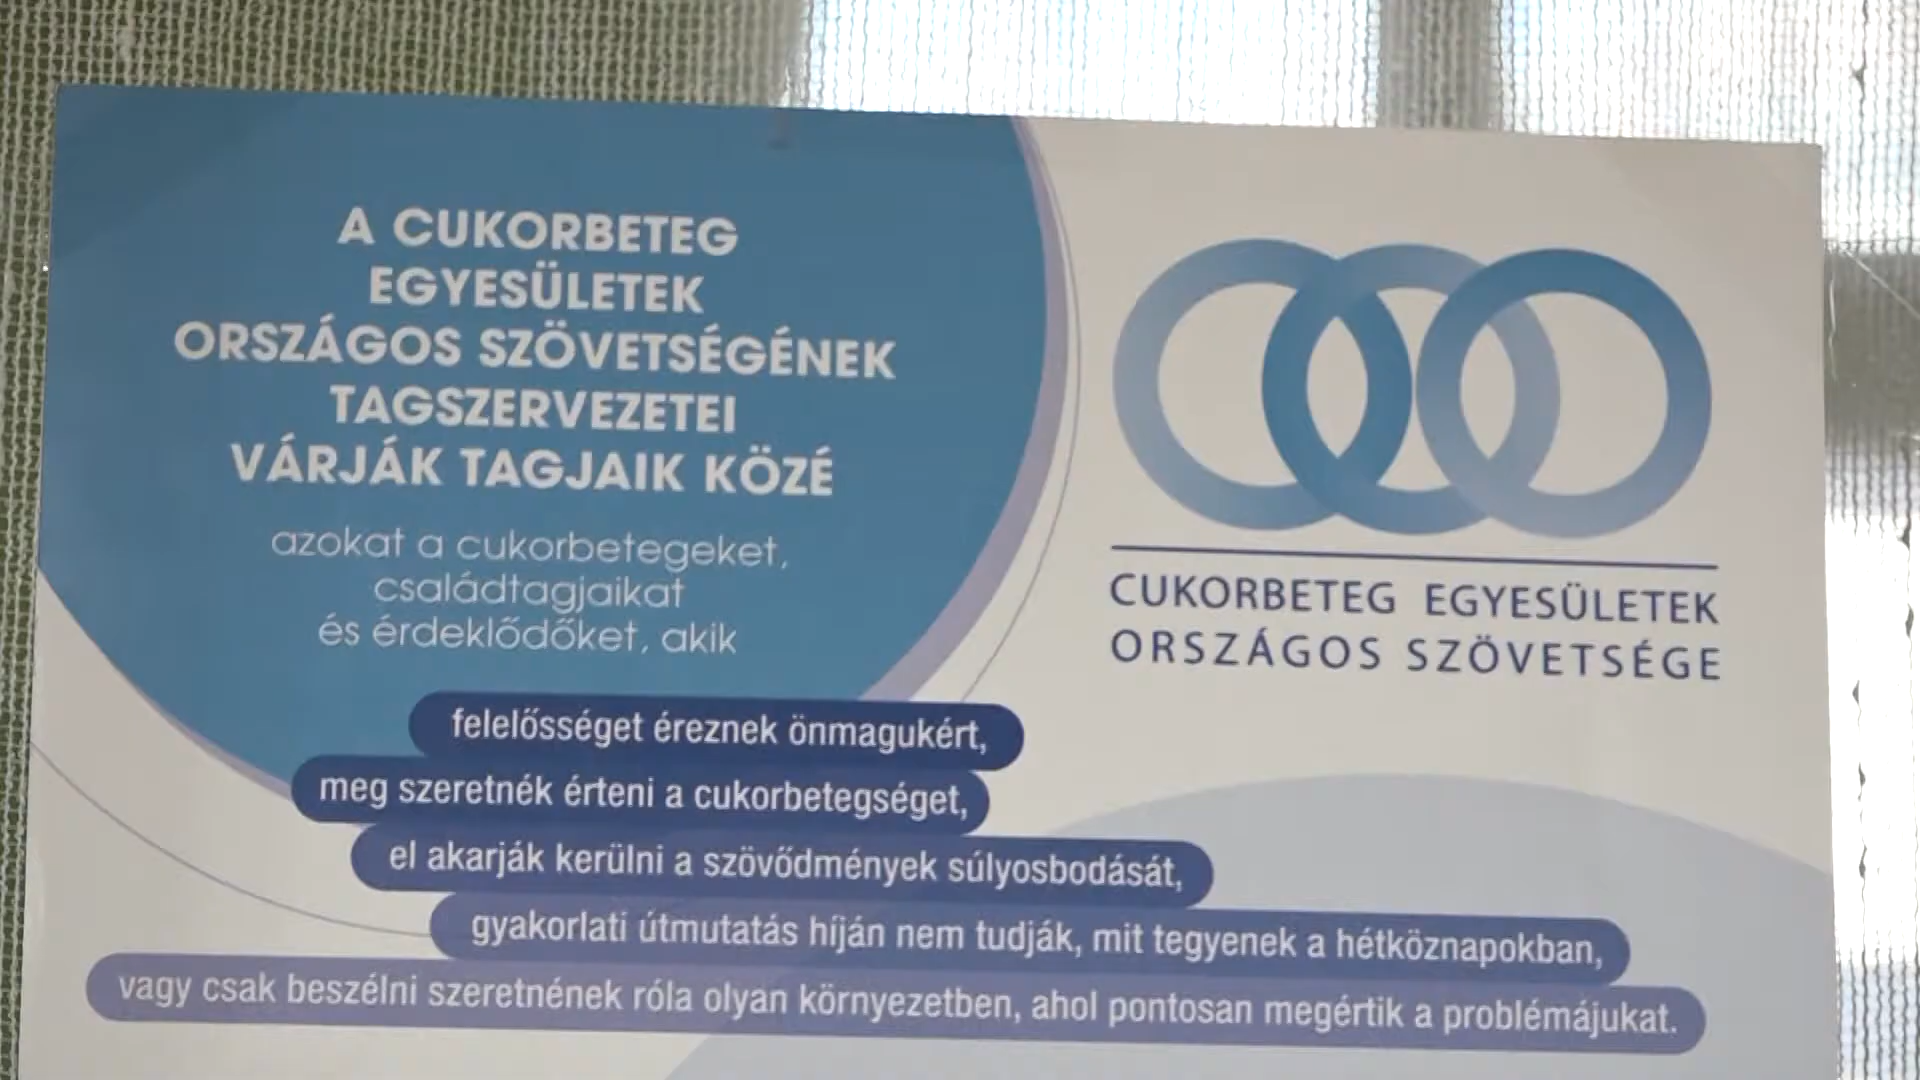 A CUKORBETEG
EGYESÜLETEK
ORSZÁGOS SZÖVETSÉGÉNEK
TAGSZERVEZETEI
VÁRJÁK TAGJAIK KÖZÉ
azokat a cukorbetegeket,
családtagjaikat
és érdeklődőket, akik
felelősséget éreznek önmagukért,
meg szeretnék érteni a cukorbetegséget,
el akarják kerülni a szövődmények súlyosbodását,
gyakorlati útmutatás híján nem tudják, mit tegyenek a hétköznapokban,
vagy csak beszélni szeretnének róla olyan környezetben, ahol pontosan megértik a problémájukat.
CUKORBETEG EGYESÜLETEK
ORSZÁGOS SZÖVETSÉGE